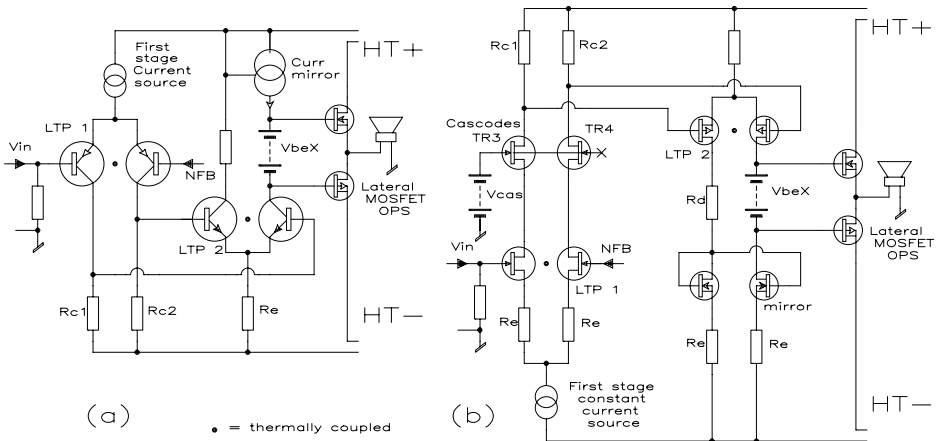 First
stage
Current
source
Curr
mirror
HT+
LTP 1
Vin
NFB
VbeX
Lateral
MOSFET
OPS
LTP 2
Rc1
Rc2
Re
HT-
(a)
= thermally coupled
Rc1
Rc2
HT+
Cascodes
TR3
TR4
LTP 2
Vcas
Rd
VbeX
Vin
NFB
Lateral
MOSFET
OPS
LTP 1
mirror
Re
Re
Re
Re
First stage
constant
current
source
HT-
(b)